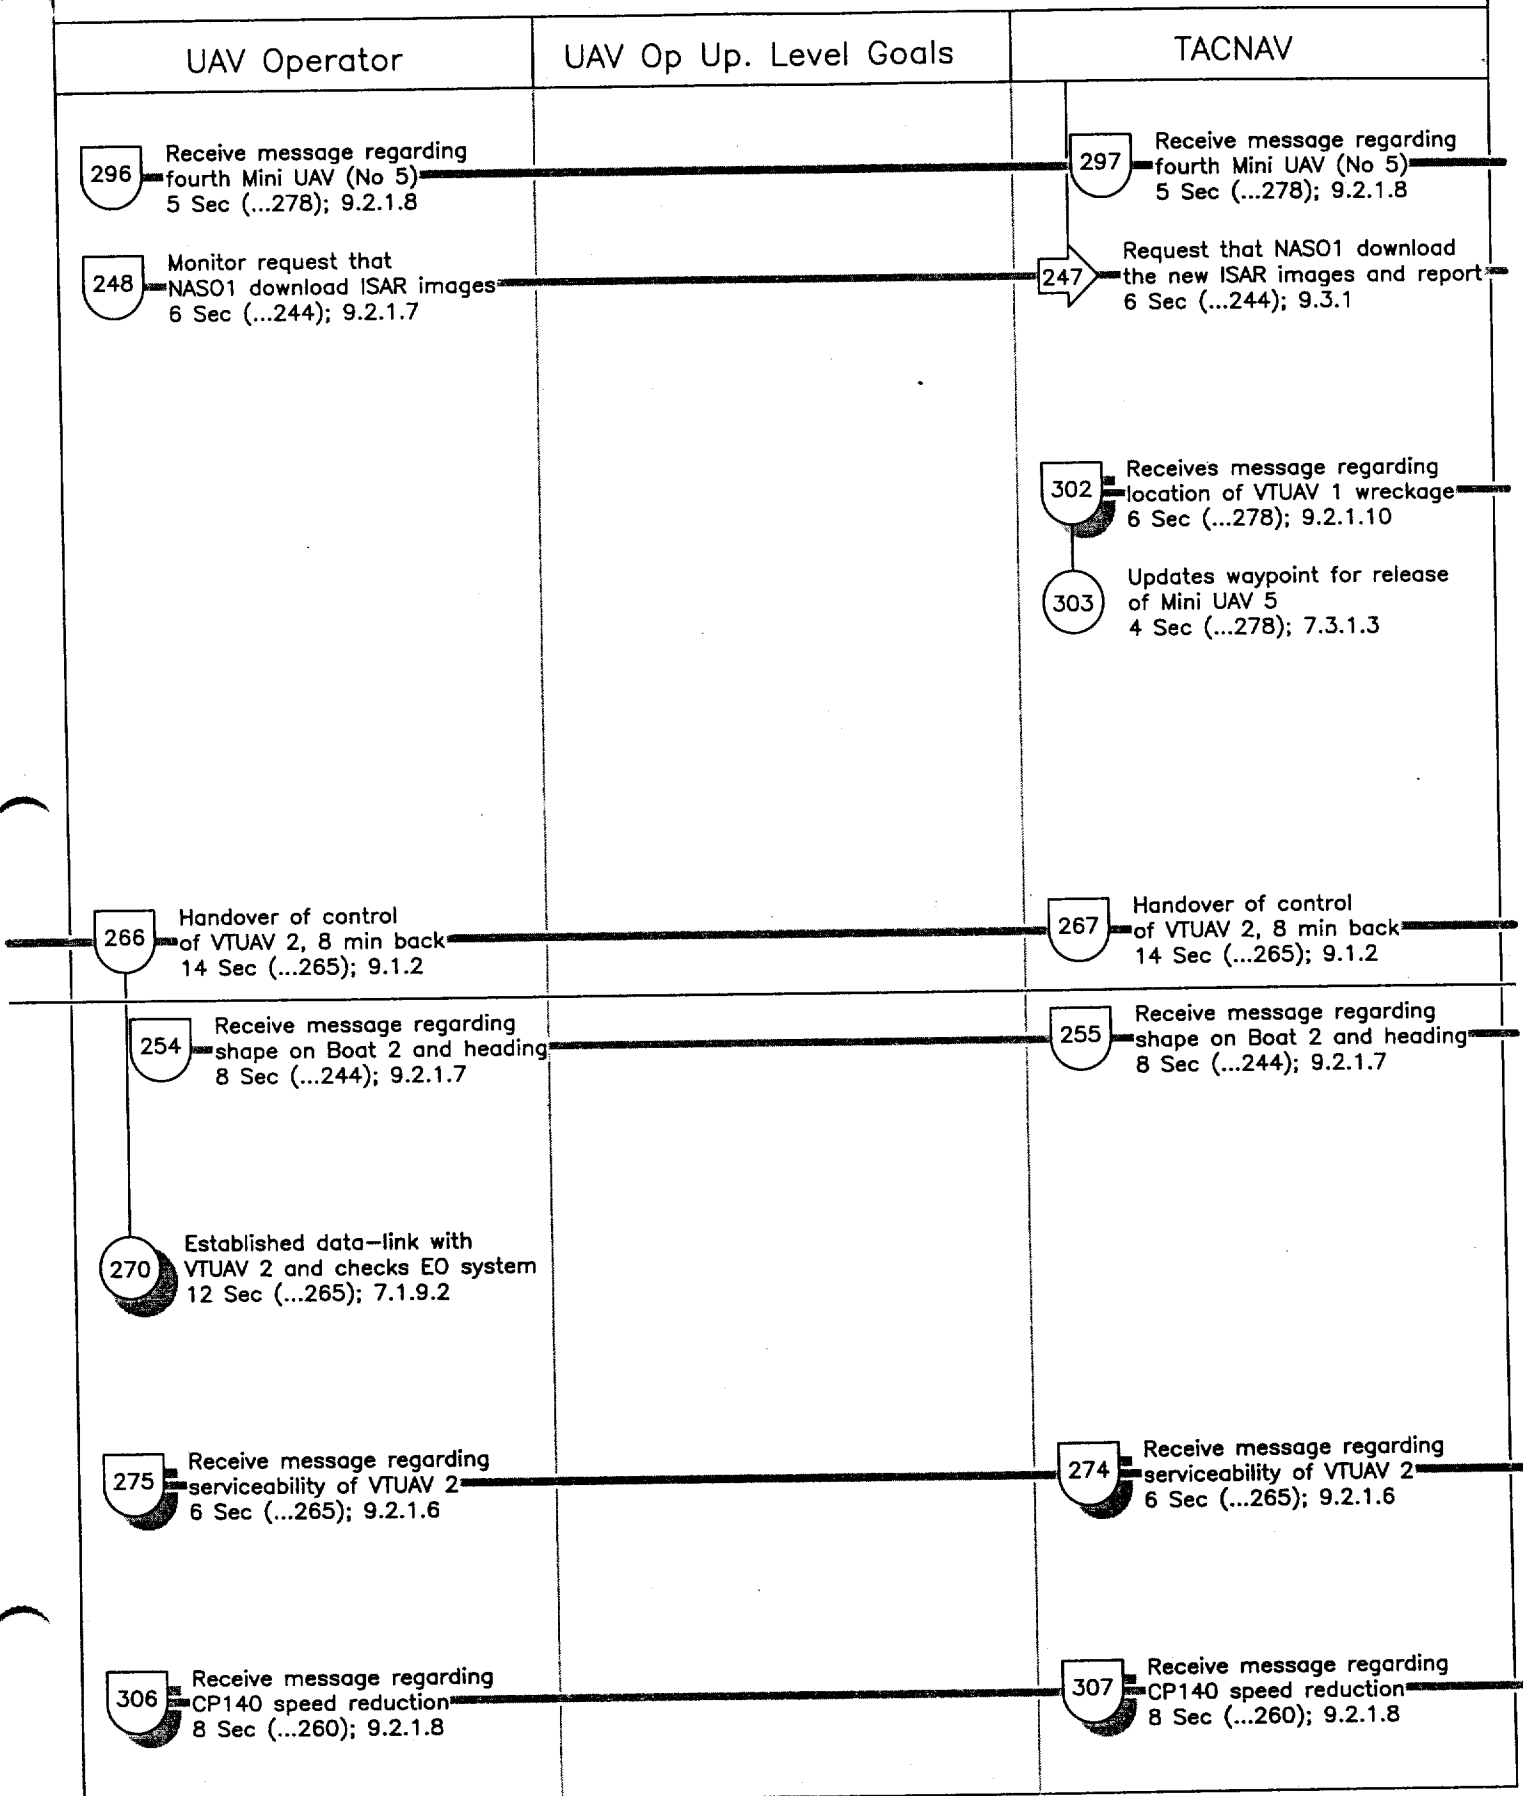 UAV Operator
UAV Op Up. Level Goals
TACNAV
296
Receive message regarding
fourth Mini UAV (No 5)
5 Sec (...278); 9.2.1.8
297
Receive message regarding
fourth Mini UAV (No 5)
5 Sec (...278); 9.2.1.8
248
Monitor request that
NASO1 download ISAR images
6 Sec (...244); 9.2.1.7
247
Request that NASO1 download
the new ISAR images and report
6 Sec (...244); 9.3.1
302
Receives message regarding
location of VTUAV 1 wreckage
6 Sec (...278); 9.2.1.10
303
Updates waypoint for release
of Mini UAV 5
4 Sec (...278); 7.3.1.3
266
Handover of control
of VTUAV 2, 8 min back
14 Sec (...265); 9.1.2
267
Handover of control
of VTUAV 2, 8 min back
14 Sec (...265); 9.1.2
254
Receive message regarding
shape on Boat 2 and heading
8 Sec (...244); 9.2.1.7
255
Receive message regarding
shape on Boat 2 and heading
8 Sec (...244); 9.2.1.7
270
Established data-link with
VTUAV 2 and checks EO system
12 Sec (...265); 7.1.9.2
275
Receive message regarding
serviceability of VTUAV 2
6 Sec (...265); 9.2.1.6
274
Receive message regarding
serviceability of VTUAV 2
6 Sec (...265); 9.2.1.6
306
Receive message regarding
CP140 speed reduction
8 Sec (...260); 9.2.1.8
307
Receive message regarding
CP140 speed reduction
8 Sec (...260); 9.2.1.8